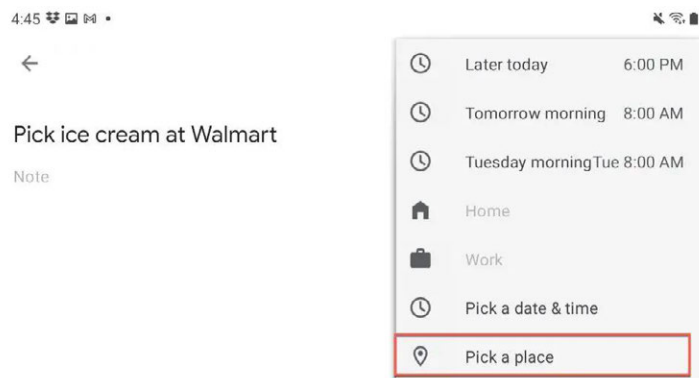 4:45
Pick ice cream at Walmart
Note
Later today 6:00 PM
Tomorrow morning 8:00 AM
Tuesday morning Tue 8:00 AM
Home
Work
Pick a date & time
Pick a place